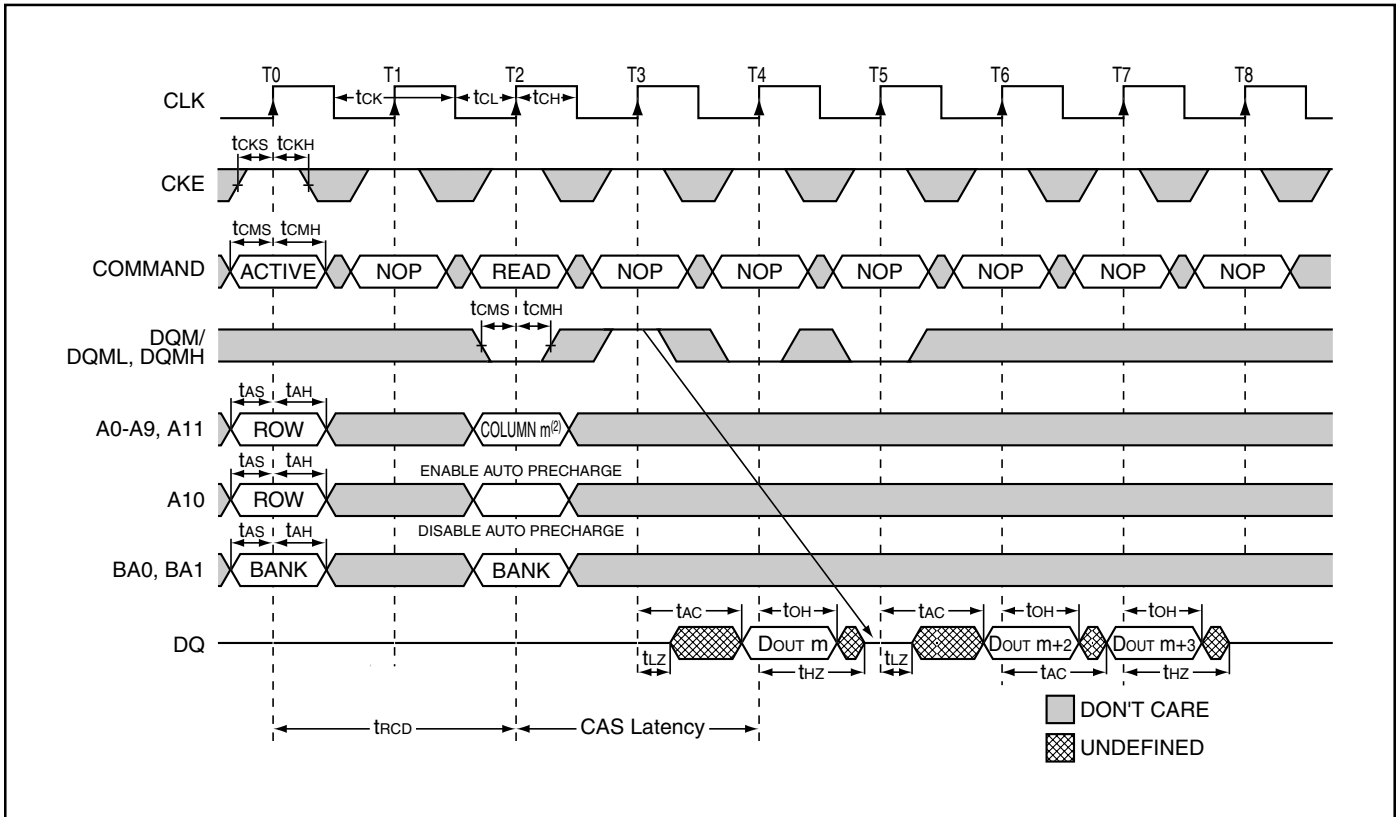 T0 T1 T2 T3 T4 T5 T6 T7 T8
CLK tCK tCL tCH
tCKS tCKH
CKE
tCMS tCMH
COMMAND ACTIVE NOP READ NOP NOP NOP NOP NOP NOP
tCMS tCMH
DQM/
DQML, DQMH
tAS tAH
A0-A9, A11 ROW COLUMN m(2)
tAS tAH ENABLE AUTO PRECHARGE
A10 ROW
tAS tAH DISABLE AUTO PRECHARGE
BA0, BA1 BANK BANK
tAC tOH tAC tOH tOH
DQ DOUT m DOUT m+2 DOUT m+3
tLZ tHZ tLZ tAC tHZ
DON'T CARE
tRCD CAS Latency
UNDEFINED